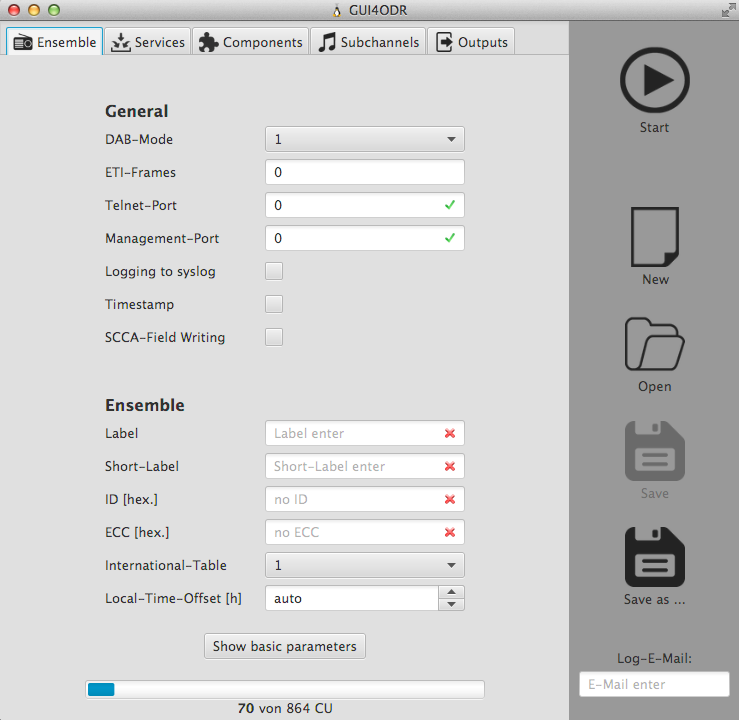 GUI4ODR
Ensemble
Services
Components
Subchannels
Outputs
General
DAB-Mode 1
ETI-Frames 0
Telnet-Port 0
Management-Port 0
Logging to syslog
Timestamp
SCCA-Field Writing
Ensemble
Label Label enter
Short-Label Short-Label enter
ID [hex.] no ID
ECC [hex.] no ECC
International-Table 1
Local-Time-Offset [h] auto
Show basic parameters
70 von 864 CU
Start
New
Open
Save
Save as ...
Log-E-Mail:
E-Mail enter